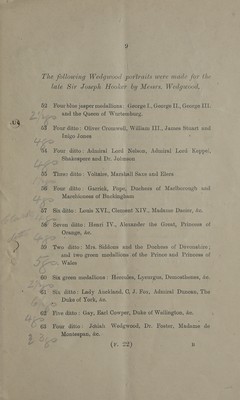 9
The following Wedgwood portraits were made for the
late Sir Joseph Hooker by Messrs. Wedgwood.
52 Four blue jasper medallions: George I., George II., George III.
and the Queen of Wurtemburg
53 Four ditto: Oliver Cromwell, William III., James Stuart and
Inigo Jones
54 Four ditto: Admiral Lord Nelson, Admiral Lord Keppel,
Shakespere and Dr. Johnson
55 Three ditto: Voltaire, Marshall Saxe and
56 Four ditto: Garrick, Pope, Duchess of Marlborough and
Marchioness of Buckingham
57 Six ditto: Louis XVI., Clement XIV., Madame Dacier, &c.
58 Seven ditto: Henri IV., Alexander the Great, Princess of
Orange, &c.
59 Two ditto: Mrs. Siddons and the Duchess of Devonshire;
and two green medallions of the Prince and Princess of
Wales
60 Six green medallions: Hercules, Lycurgus, Demosthenes, &c.
61 Six ditto: Lady Auckland, C. J. Fox, Admiral Duncan, The
Duke of York, &c.
62 Five ditto: Gay, Earl Cowper, Duke of Wellington, &c.
63 Four ditto: Josiah Wedgwood, Dr. Foster, Madame de
Montespan, &c.
(P. 22)
B